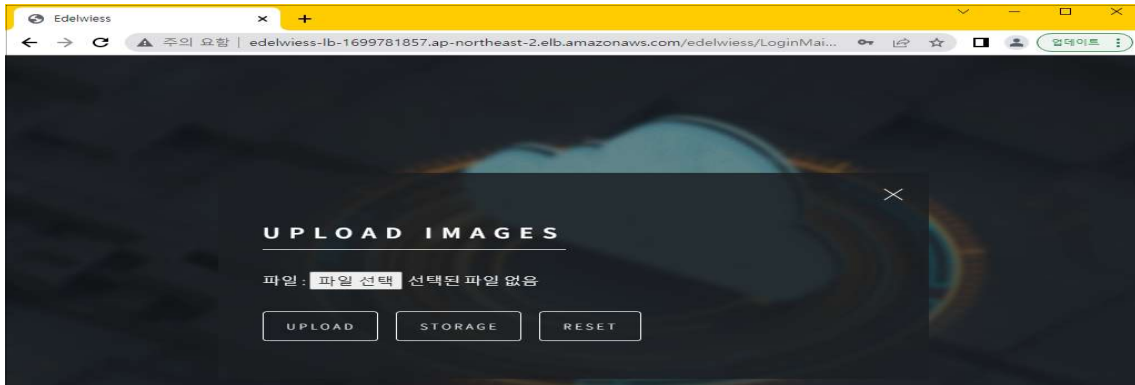 Edelwiess
주의 요함 | edelwiess-lb-1699781857.ap-northeast-2.elb.amazonaws.com/edelwiess/LoginMai... 업데이트
UPLOAD IMAGES
파일 : 파일 선택 선택된 파일 없음
UPLOAD STORAGE RESET